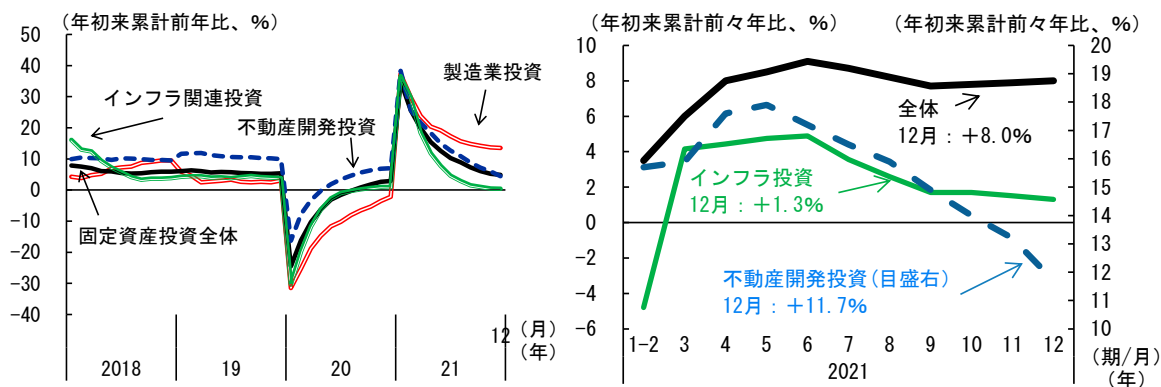 （年初来累計前年比、％）
50
40
30
20
10
0
-10
-20
-30
-40
インフラ関連投資
不動産開発投資
製造業投資
固定資産投資全体
12（月）
（年）
2018 19 20 21
（年初来累計前々年比、％）
（年初来累計前々年比、％）
10
8
6
4
2
0
-2
-4
-6
20
19
18
17
16
15
14
13
12
11
10
全体
12月：＋8.0%
インフラ投資
12月：＋1.3%
不動産開発投資(目盛右)
12月：＋11.7%
1-2 3 4 5 6 7 8 9 10 11 12
（期/月）
2021
（年）